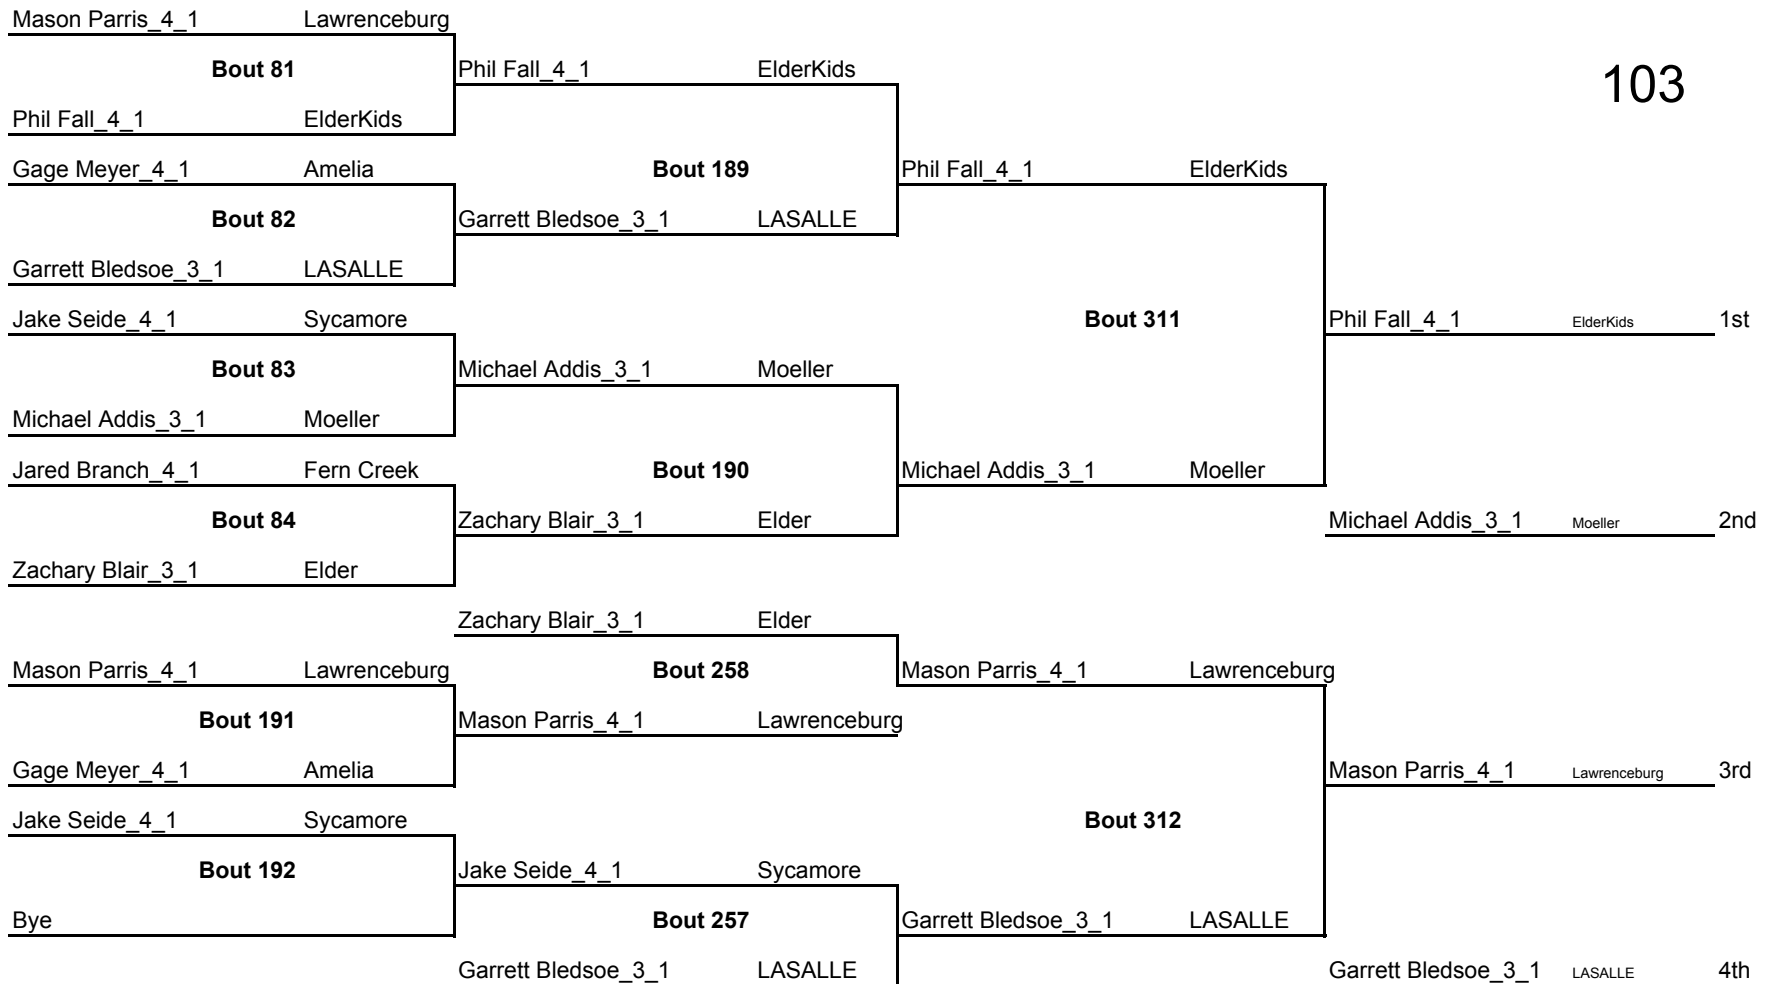 Mason Parris_4_1 Lawrenceburg
Bout 81 Phil Fall_4_1 ElderKids 103
Phil Fall_4_1 ElderKids
Gage Meyer_4_1 Amelia Bout 189 Phil Fall_4_1 ElderKids
Bout 82 Garrett Bledsoe_3_1 LASALLE
Garrett Bledsoe_3_1 LASALLE
Jake Seide_4_1 Sycamore Bout 311 Phil Fall_4_1 ElderKids 1st
Bout 83 Michael Addis_3_1 Moeller
Michael Addis_3_1 Moeller
Jared Branch_4_1 Fern Creek Bout 190 Michael Addis_3_1 Moeller
Bout 84 Zachary Blair_3_1 Elder Michael Addis_3_1 Moeller 2nd
Zachary Blair_3_1 Elder
Zachary Blair_3_1 Elder
Mason Parris_4_1 Lawrenceburg Bout 258 Mason Parris_4_1 Lawrenceburg
Bout 191 Mason Parris_4_1 Lawrenceburg
Gage Meyer_4_1 Amelia Mason Parris_4_1 Lawrenceburg 3rd
Jake Seide_4_1 Sycamore Bout 312
Bout 192 Jake Seide_4_1 Sycamore
Bye Bout 257 Garrett Bledsoe_3_1 LASALLE
Garrett Bledsoe_3_1 LASALLE Garrett Bledsoe_3_1 LASALLE 4th